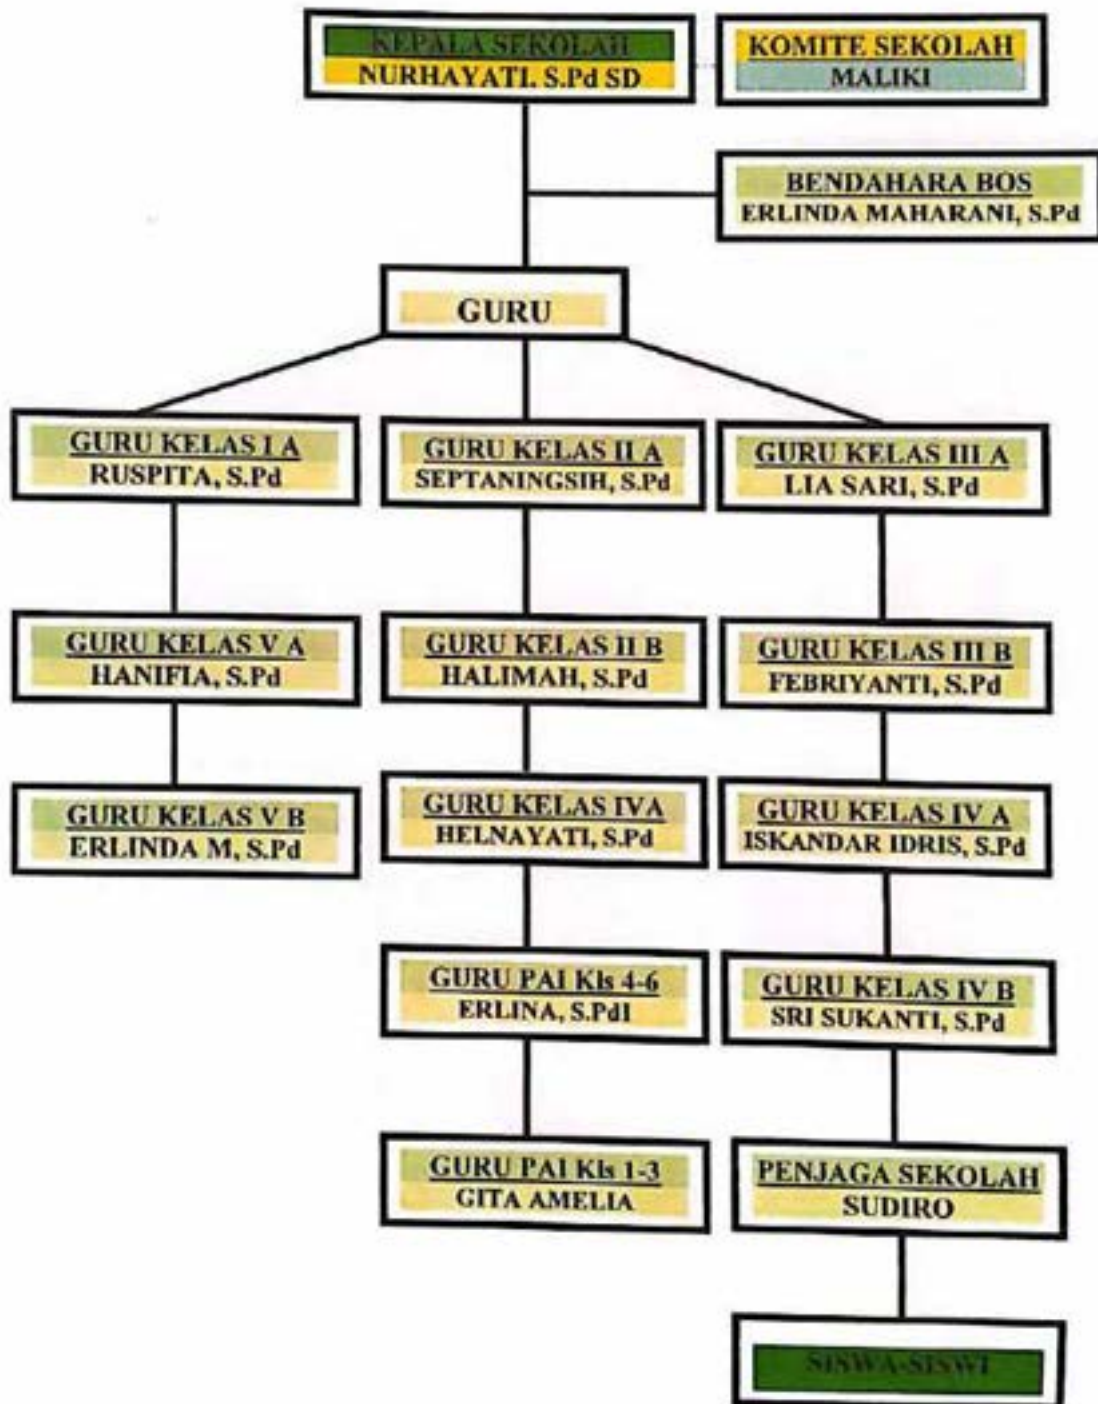 KEPALA SEKOLAH
NURHAYATI. S.Pd SD
KOMITE SEKOLAH
MALIKI
BENDAHARA BOS
ERLINDA MAHARANI, S.Pd
GURU
GURU KELAS I A
RUSPITA, S.Pd
GURU KELAS II A
SEPTANINGSIH, S.Pd
GURU KELAS III A
LIA SARI, S.Pd
GURU KELAS V A
HANIFIA, S.Pd
GURU KELAS II B
HALIMAH, S.Pd
GURU KELAS III B
FEBRIYANTI, S.Pd
GURU KELAS V B
ERLINDA M, S.Pd
GURU KELAS IVA
HELNAYATI, S.Pd
GURU KELAS IV A
ISKANDAR IDRIS, S.Pd
GURU PAI Kls 4-6
ERLINA, S.PdI
GURU KELAS IV B
SRI SUKANTI, S.Pd
GURU PAI Kls 1-3
GITA AMELIA
PENJAGA SEKOLAH
SUDIRO
SISWA-SISWI